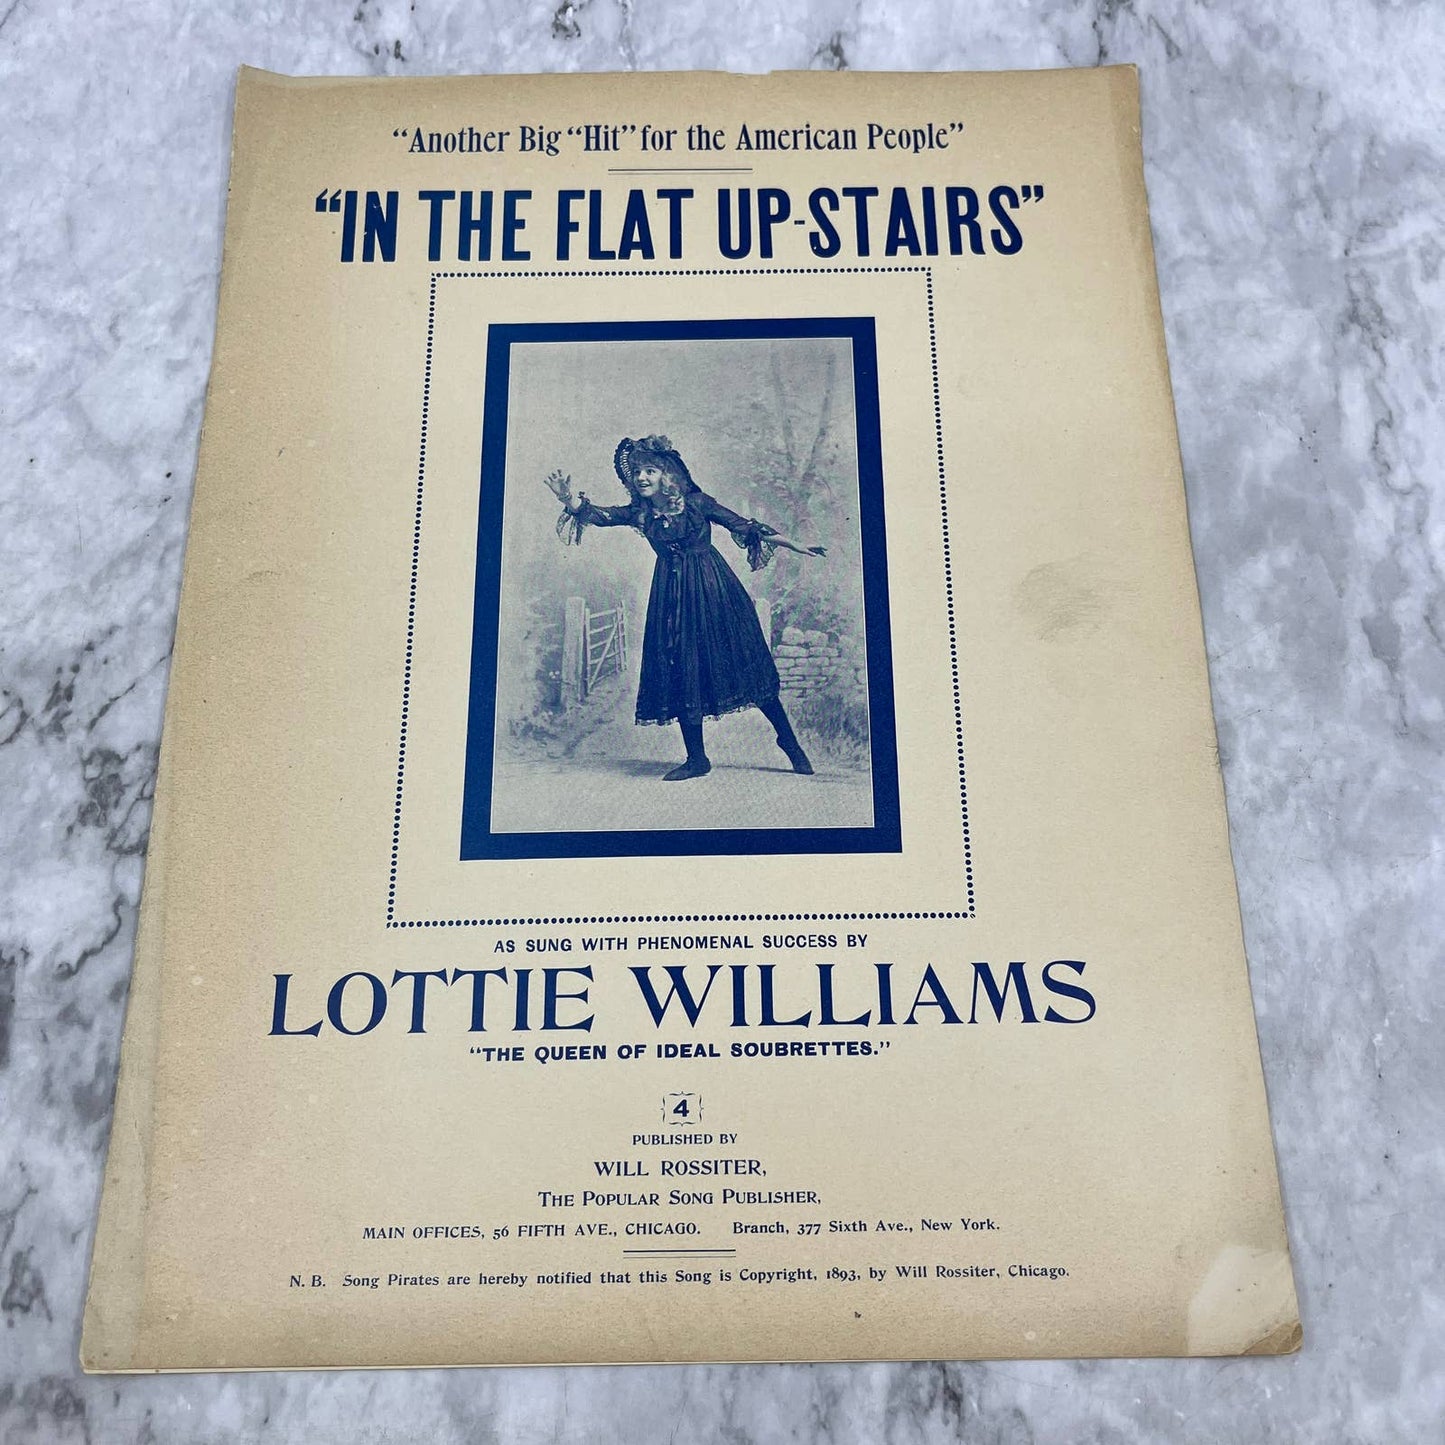 “Another Big “Hit” for the American People”
“IN THE FLAT UP-STAIRS”
AS SUNG WITH PHENOMENAL SUCCESS BY
LOTTIE WILLIAMS
“THE QUEEN OF IDEAL SOUBRETTES.”
4
PUBLISHED BY
WILL ROSSITER,
THE POPULAR SONG PUBLISHER,
MAIN OFFICES, 56 FIFTH AVE., CHICAGO. Branch, 377 Sixth Ave., New York.
N. B. Song Pirates are hereby notified that this Song is Copyright, 1893, by Will Rossiter, Chicago.